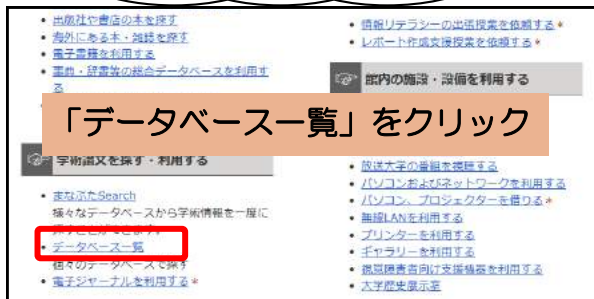 出版社や書店の本を探す
海外にある本・雑誌を探す
電子書籍を利用する
事典・辞書等の総合データベースを利用す
る
情報リテラシーの出張授業を依頼する*
レポート作成支援授業を依頼する*
館内の施設・設備を利用する
「データベース一覧」をクリック
学術論文を探す・利用する
まなぶたSearch
様々なデータベースから学術情報を一度に
データベース一覧
個々のデータベースで探す
電子ジャーナルを利用する*
放送大学の番組を視聴する
パソコンおよびネットワークを利用する
パソコン、プロジェクターを借りる*
無線LANを利用する
プリンターを利用する
ギャラリーを利用する
視覚障害者向け支援機器を利用する
大学歴史展示室